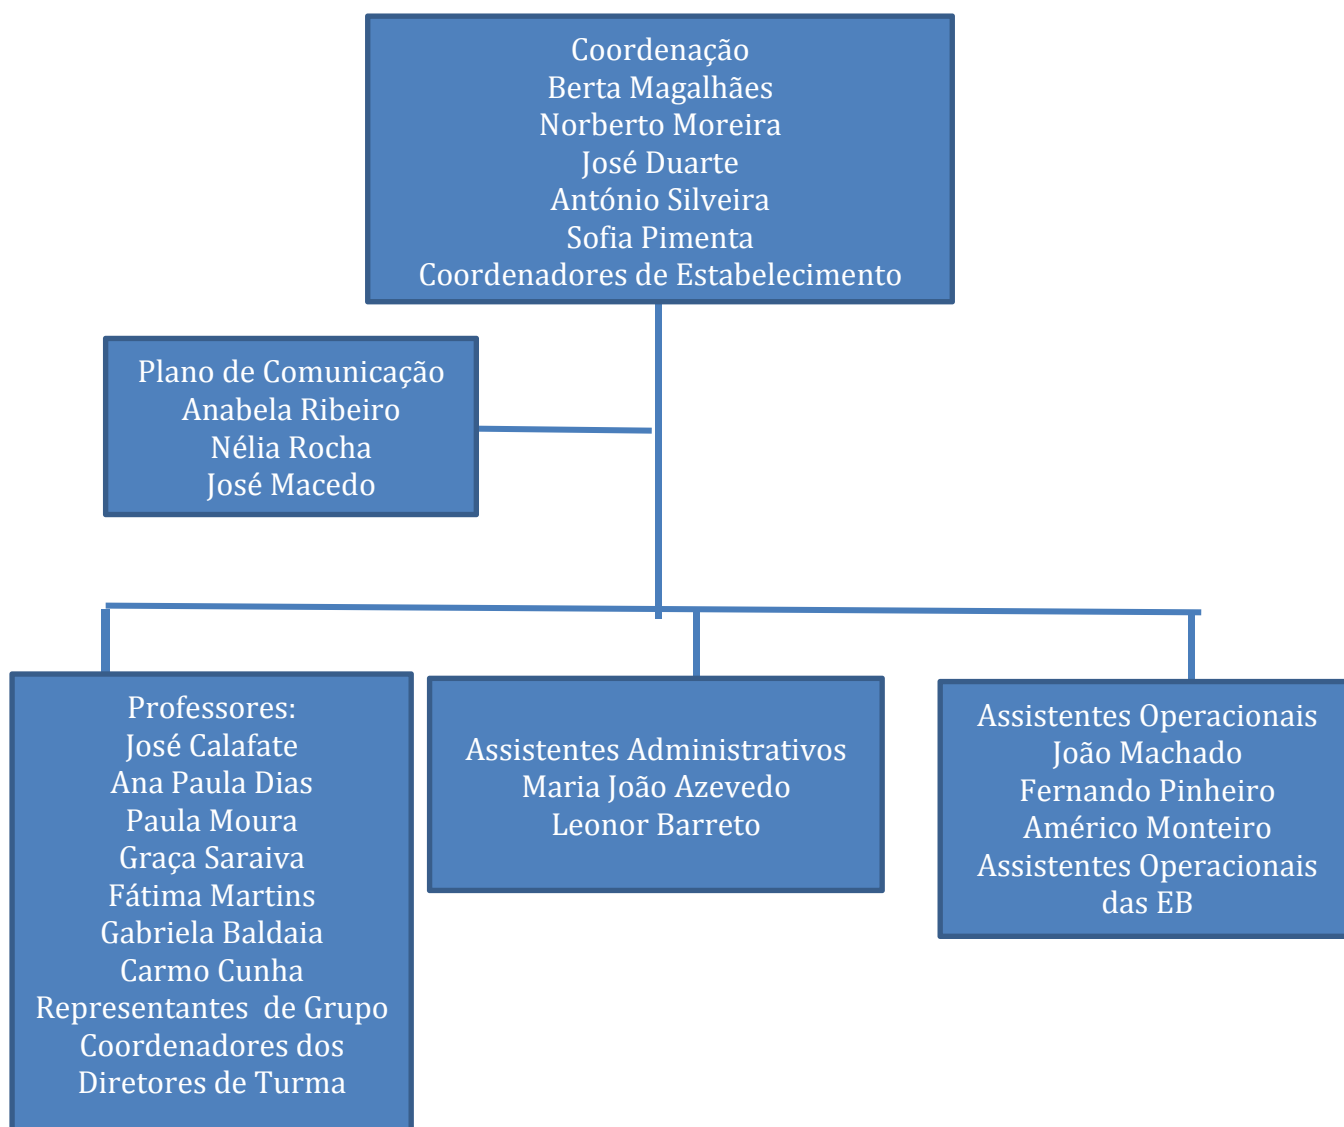 Coordenação
Berta Magalhães
Norberto Moreira
José Duarte
António Silveira
Sofia Pimenta
Coordenadores de Estabelecimento
Plano de Comunicação
Anabela Ribeiro
Nélia Rocha
José Macedo
Professores:
José Calafate
Ana Paula Dias
Paula Moura
Graça Saraiva
Fátima Martins
Gabriela Baldaia
Carmo Cunha
Representantes  de Grupo
Coordenadores dos
Diretores de Turma
Assistentes Administrativos
Maria João Azevedo
Leonor Barreto
Assistentes Operacionais
João Machado
Fernando Pinheiro
Américo Monteiro
Assistentes Operacionais
das EB